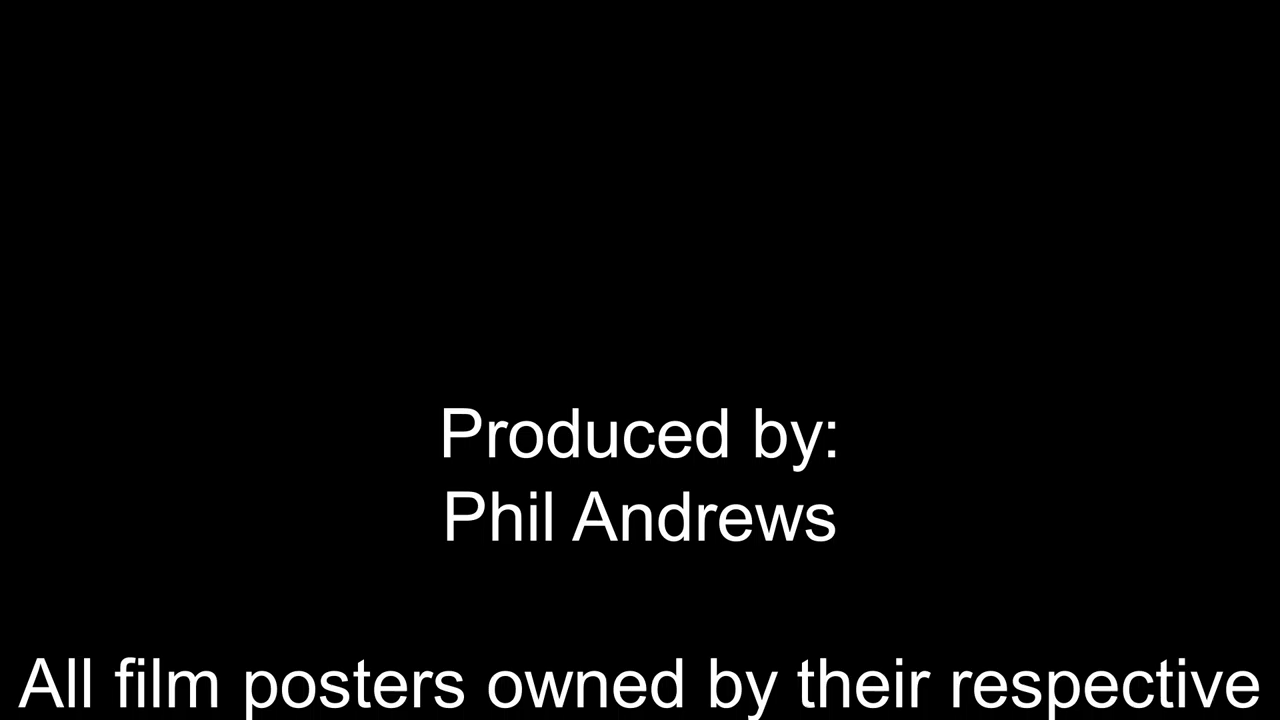 Produced by:
Phil Andrews
All film posters owned by their respective